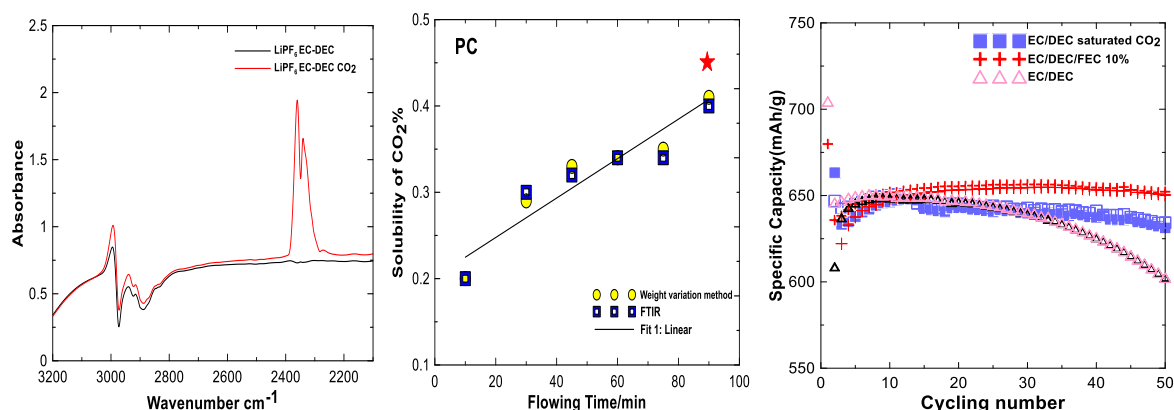 LiPF6 EC-DEC
LiPF6 EC-DEC CO2
Absorbance
2.5
2
1.5
1
0.5
0
3200 3000 2800 2600 2400 2200
Wavenumber cm-1
PC
Solubility of CO2%
0.5
0.4
0.3
0.2
0.1
Weight variation method
FTIR
Fit 1: Linear
0 20 40 60 80 100
Flowing Time/min
EC/DEC saturated CO2
EC/DEC/FEC 10%
EC/DEC
Specific Capacity(mAh/g)
750
700
650
600
550
0 10 20 30 40 50
Cycling number